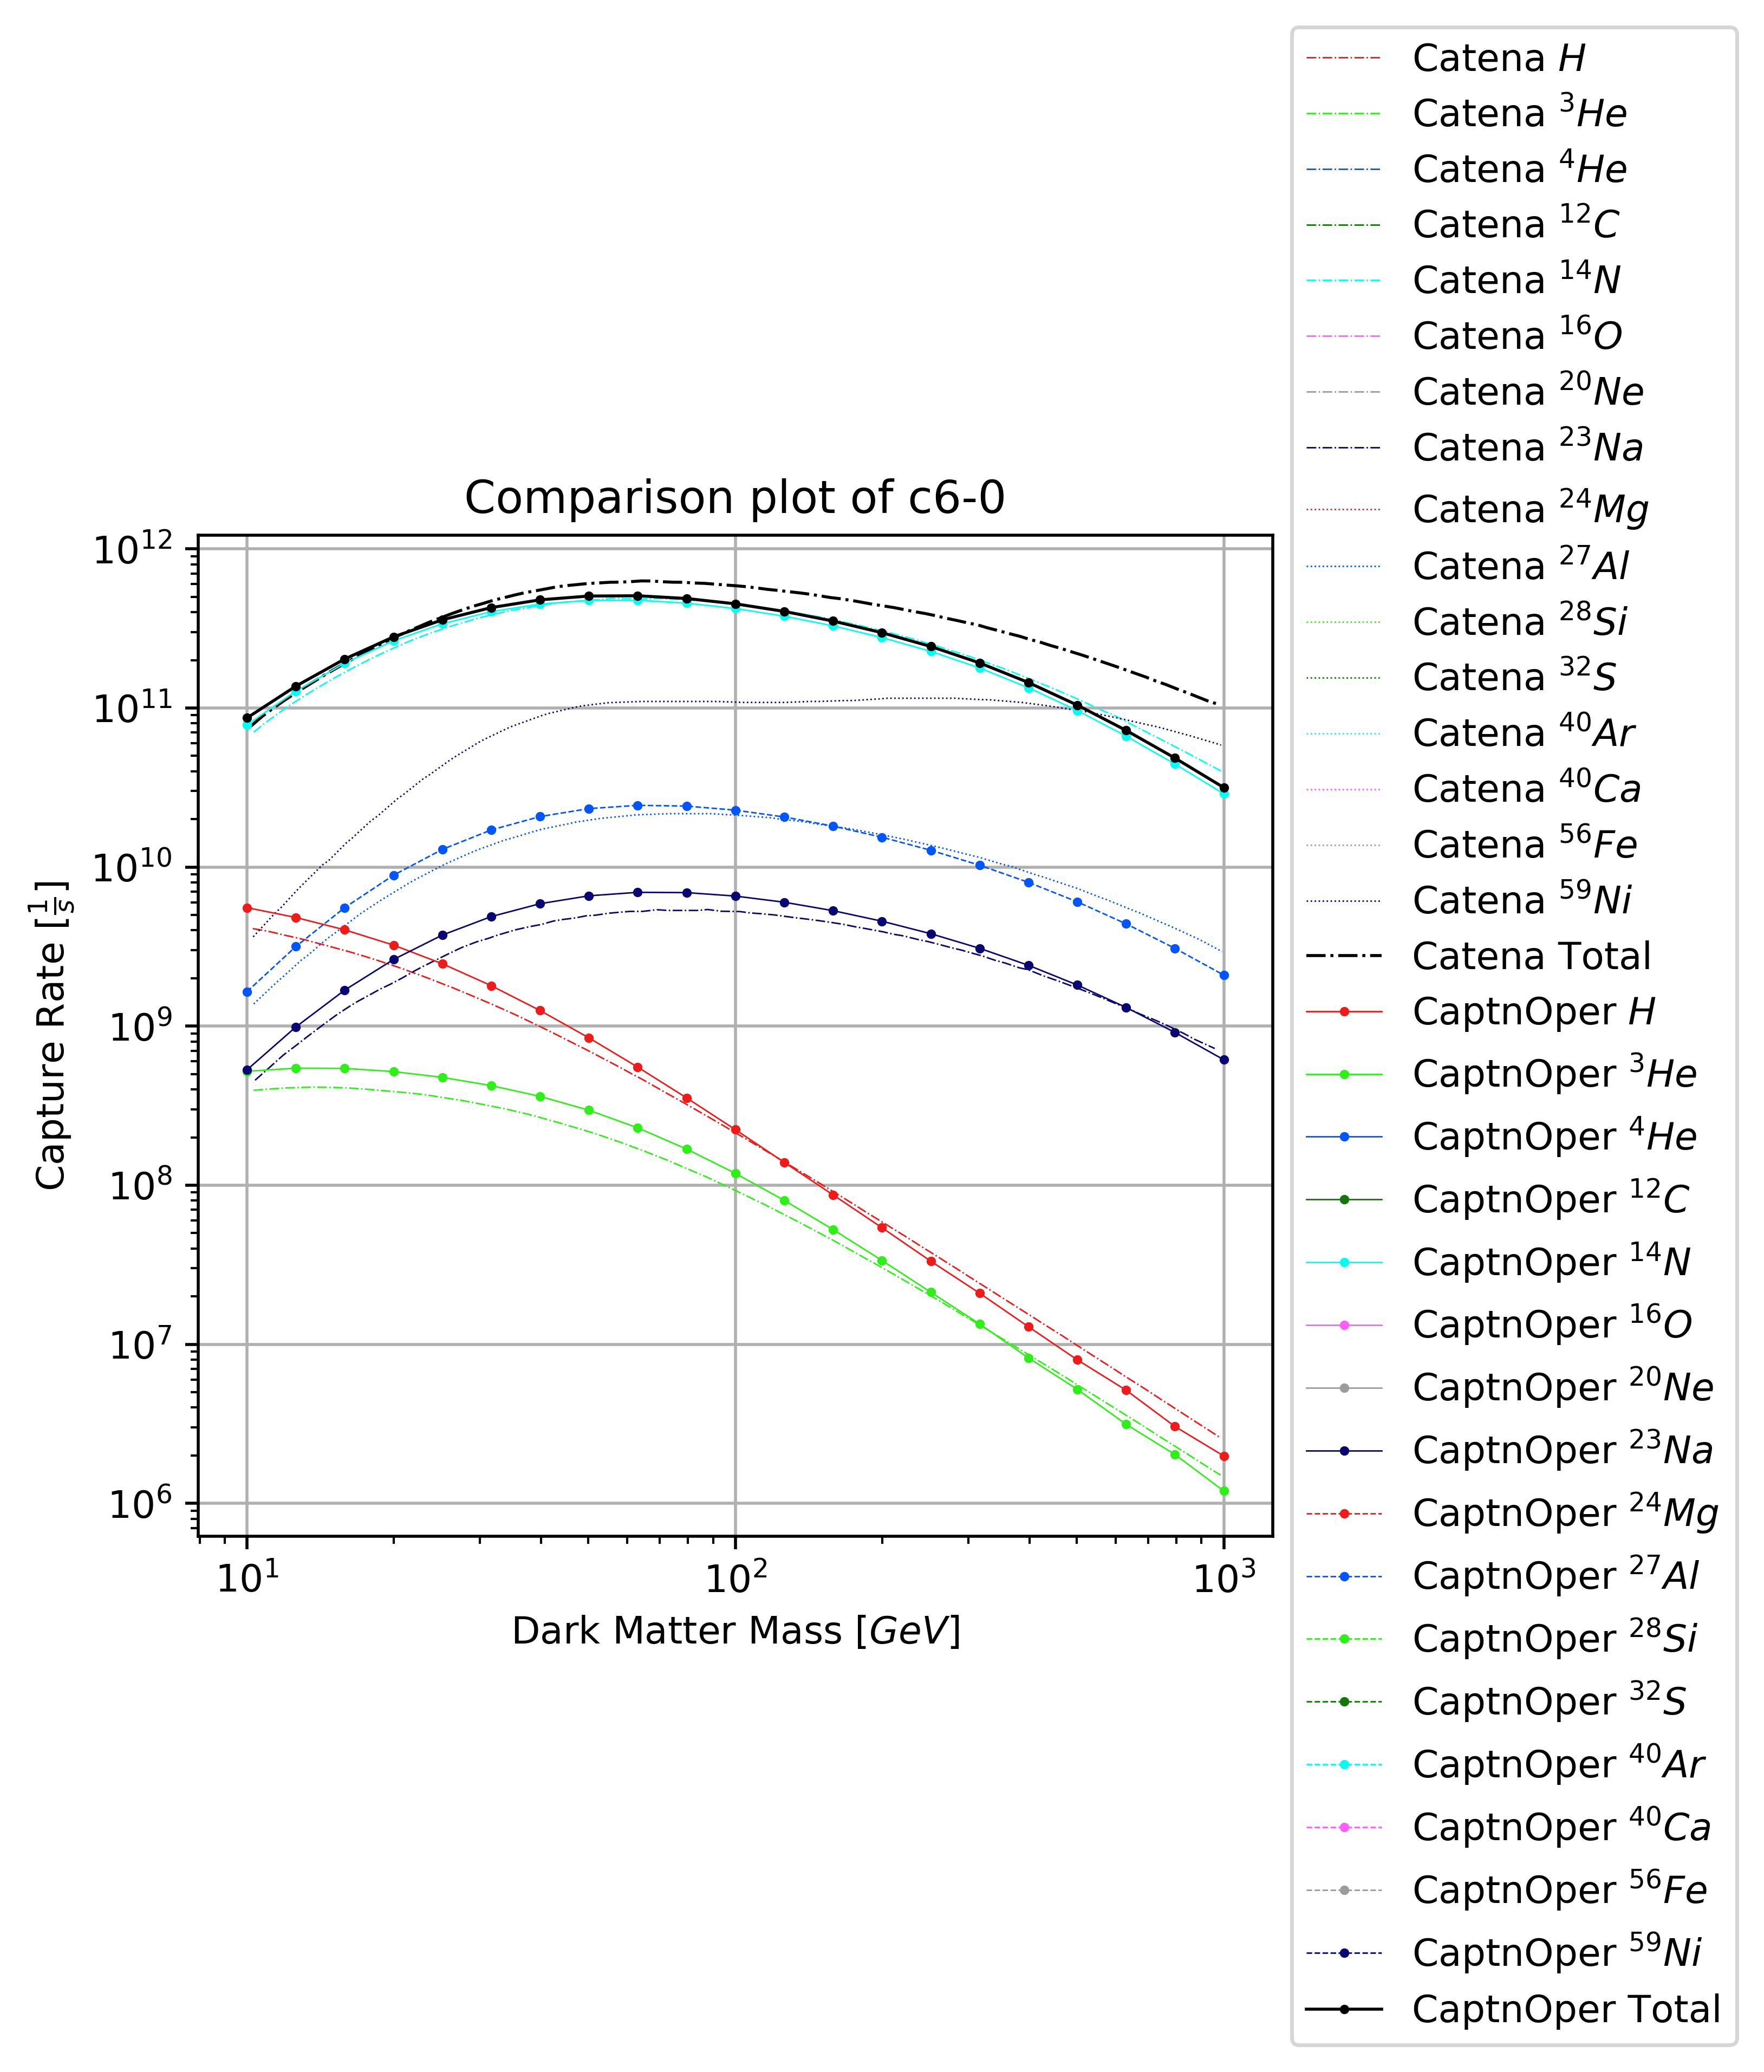 Comparison plot of c6-0
Capture Rate [1/s]
10^12
10^11
10^10
10^9
10^8
10^7
10^6
10^1 10^2 10^3
Dark Matter Mass [GeV]
Catena H
Catena ^3He
Catena ^4He
Catena ^12C
Catena ^14N
Catena ^16O
Catena ^20Ne
Catena ^23Na
Catena ^24Mg
Catena ^27Al
Catena ^28Si
Catena ^32S
Catena ^40Ar
Catena ^40Ca
Catena ^56Fe
Catena ^59Ni
Catena Total
CaptnOper H
CaptnOper ^3He
CaptnOper ^4He
CaptnOper ^12C
CaptnOper ^14N
CaptnOper ^16O
CaptnOper ^20Ne
CaptnOper ^23Na
CaptnOper ^24Mg
CaptnOper ^27Al
CaptnOper ^28Si
CaptnOper ^32S
CaptnOper ^40Ar
CaptnOper ^40Ca
CaptnOper ^56Fe
CaptnOper ^59Ni
CaptnOper Total